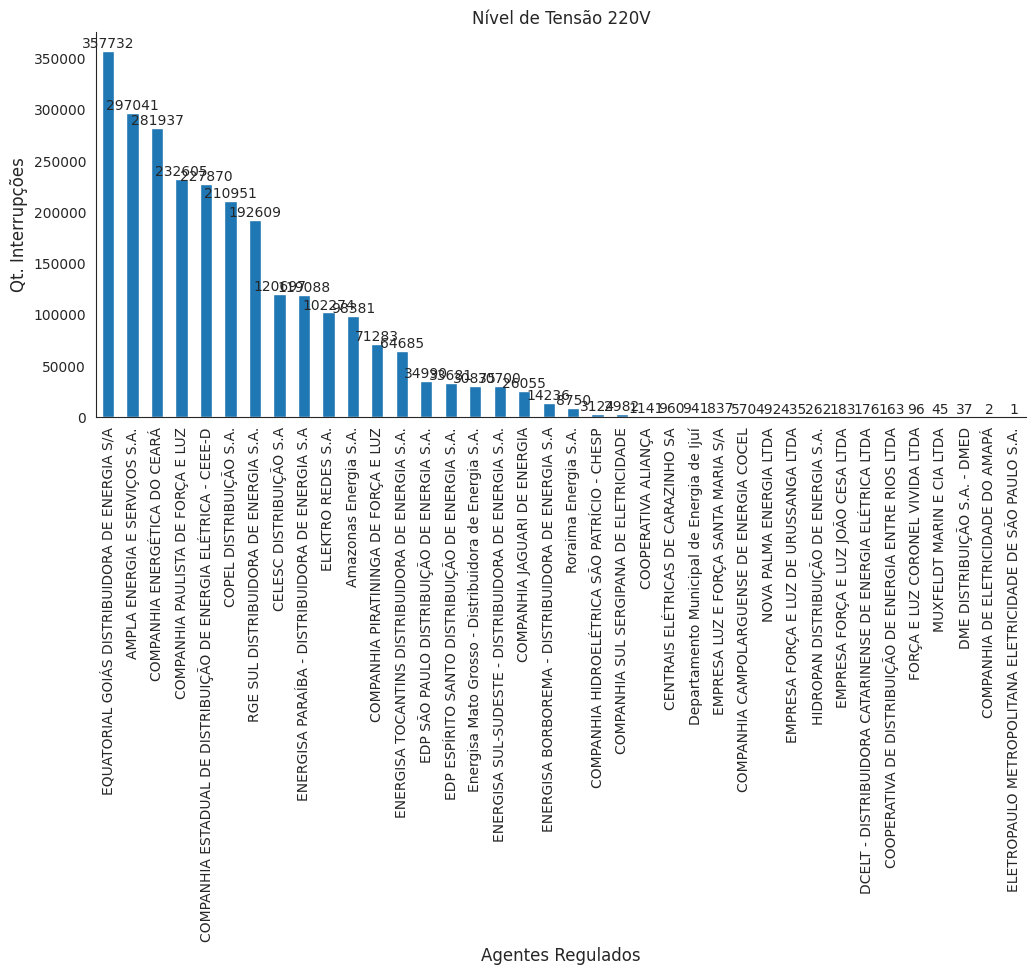 Nível de Tensão 220V
Qt. Interrupções
350000
300000
250000
200000
150000
100000
50000
0
357732
297041
281937
232605
227870
210951
192609
120697
119088
102274
98381
71283
64685
34990
33681
26055
14236
8750
3124
2982
1141
960
941
837
570
492
435
262
183
176
163
96
45
37
2
1
EQUATORIAL GOIÁS DISTRIBUIDORA DE ENERGIA S/A
AMPLA ENERGIA E SERVIÇOS S.A.
COMPANHIA ENERGÉTICA DO CEARÁ
COMPANHIA PAULISTA DE FORÇA E LUZ
COMPANHIA ESTADUAL DE DISTRIBUIÇÃO DE ENERGIA ELÉTRICA - CEEE-D
COPEL DISTRIBUIÇÃO S.A.
RGE SUL DISTRIBUIDORA DE ENERGIA S.A.
CELESC DISTRIBUIÇÃO S.A
ENERGISA PARAÍBA - DISTRIBUIDORA DE ENERGIA S.A
ELEKTRO REDES S.A.
Amazonas Energia S.A.
COMPANHIA PIRATININGA DE FORÇA E LUZ
ENERGISA TOCANTINS DISTRIBUIDORA DE ENERGIA S.A.
EDP SÃO PAULO DISTRIBUIÇÃO DE ENERGIA S.A.
EDP ESPÍRITO SANTO DISTRIBUIÇÃO DE ENERGIA S.A.
Energisa Mato Grosso - Distribuidora de Energia S.A.
ENERGISA SUL-SUDESTE - DISTRIBUIDORA DE ENERGIA S.A.
COMPANHIA JAGUARI DE ENERGIA
ENERGISA BORBOREMA - DISTRIBUIDORA DE ENERGIA S.A
Roraima Energia S.A.
COMPANHIA HIDROELÉTRICA SÃO PATRÍCIO - CHESP
COMPANHIA SUL SERGIPANA DE ELETRICIDADE
COOPERATIVA ALIANÇA
CENTRAIS ELÉTRICAS DE CARAZINHO SA
Departamento Municipal de Energia de Ijuí
EMPRESA LUZ E FORÇA SANTA MARIA S/A
COMPANHIA CAMPOLARGUENSE DE ENERGIA COCEL
NOVA PALMA ENERGIA LTDA
EMPRESA FORÇA E LUZ DE URUSSANGA LTDA
HIDROPAN DISTRIBUIÇÃO DE ENERGIA S.A.
EMPRESA FORÇA E LUZ JOÃO CESA LTDA
DCELT - DISTRIBUIDORA CATARINENSE DE ENERGIA ELÉTRICA LTDA
COOPERATIVA DE DISTRIBUIÇÃO DE ENERGIA ENTRE RIOS LTDA
FORÇA E LUZ CORONEL VIVIDA LTDA
MUXFELDT MARIN E CIA LTDA
DME DISTRIBUIÇÃO S.A. - DMED
COMPANHIA DE ELETRICIDADE DO AMAPÁ
ELETROPAULO METROPOLITANA ELETRICIDADE DE SÃO PAULO S.A.
Agentes Regulados